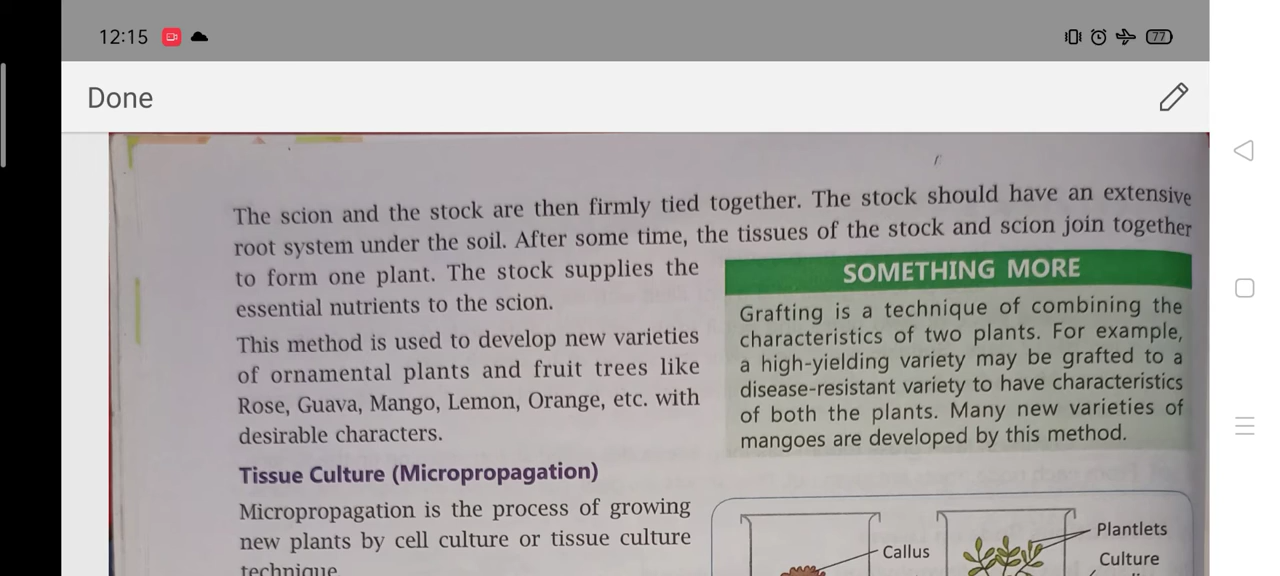 12:15
77
Done
The scion and the stock are then firmly tied together. The stock should have an extensive
root system under the soil. After some time, the tissues of the stock and scion join together
to form one plant. The stock supplies the
essential nutrients to the scion.
This method is used to develop new varieties
of ornamental plants and fruit trees like
Rose, Guava, Mango, Lemon, Orange, etc. with
desirable characters.
SOMETHING MORE
Grafting is a technique of combining the
characteristics of two plants. For example,
a high-yielding variety may be grafted to a
disease-resistant variety to have characteristics
of both the plants. Many new varieties of
mangoes are developed by this method.
Tissue Culture (Micropropagation)
Micropropagation is the process of growing
new plants by cell culture or tissue culture
technique
Callus
Plantlets
Culture